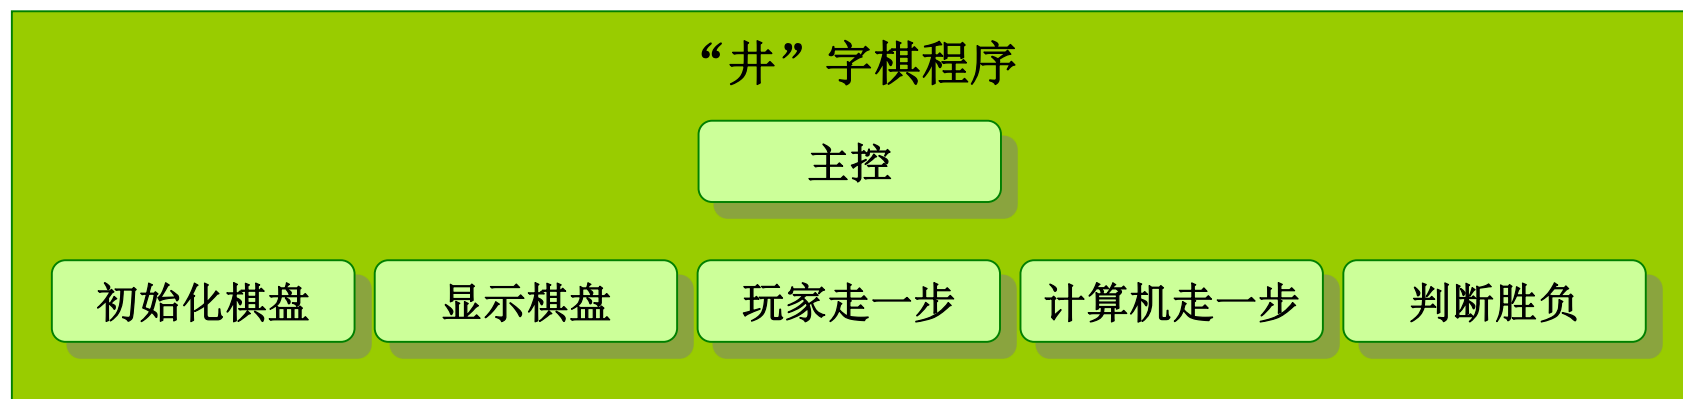 “井”字棋程序
主控
初始化棋盘
显示棋盘
玩家走一步
计算机走一步
判断胜负